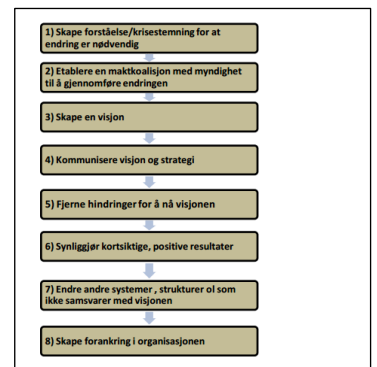 1) Skape forståelse/krisestemning for at
endring er nødvendig
2) Etablere en maktkoalisjon med myndighet
til å gjennomføre endringen
3) Skape en visjon
4) Kommunisere visjon og strategi
5) Fjerne hindringer for å nå visjonen
6) Synliggjør kortsiktige, positive resultater
7) Endre andre systemer , strukturer ol som
ikke samsvarer med visjonen
8) Skape forankring i organisasjonen